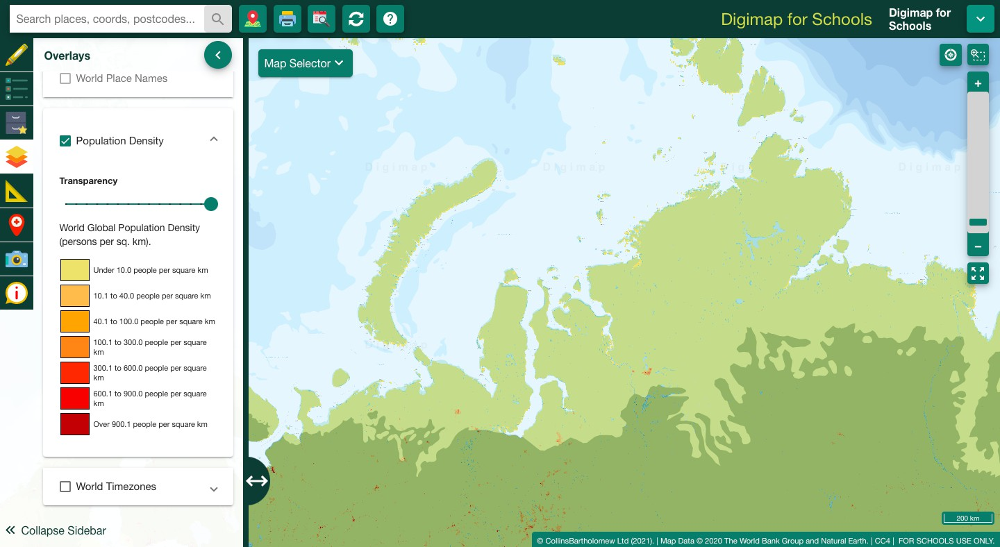 Search places, coords, postcodes...
Digimap for Schools
Digimap for
Schools
Overlays
World Place Names
Map Selector
Population Density
Transparency
World Global Population Density
(persons per sq. km).
Under 10.0 people per square km
10.1 to 40.0 people per square km
40.1 to 100.0 people per square km
100.1 to 300.0 people per square
km
300.1 to 600.0 people per square
km
600.1 to 900.0 people per square
km
Over 900.1 people per square km
World Timezones
Collapse Sidebar
Digimap
Digimap
Digimap
200 km
© CollinsBartholomew Ltd (2021). | Map Data © 2020 The World Bank Group and Natural Earth. | CC4 | FOR SCHOOLS USE ONLY.